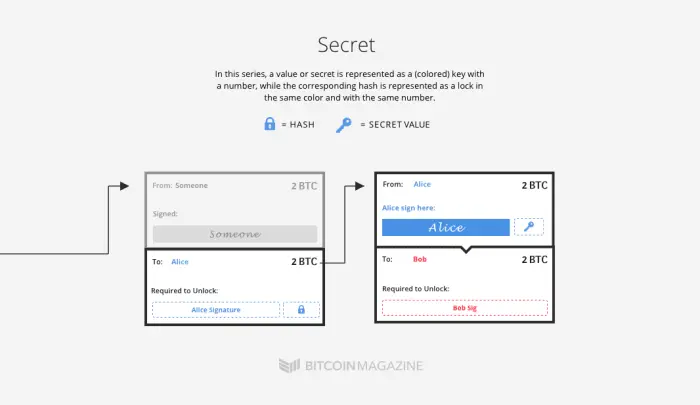 Secret
In this series, a value or secret is represented as a (colored) key with
a number, while the corresponding hash is represented as a lock in
the same color and with the same number.
= HASH = SECRET VALUE
From: Someone 2 BTC
Signed:
Someone
To: Alice 2 BTC
Required to Unlock:
Alice Signature
From: Alice 2 BTC
Alice sign here:
Alice
To: Bob 2 BTC
Required to Unlock:
Bob Sig
BITCOINMAGAZINE